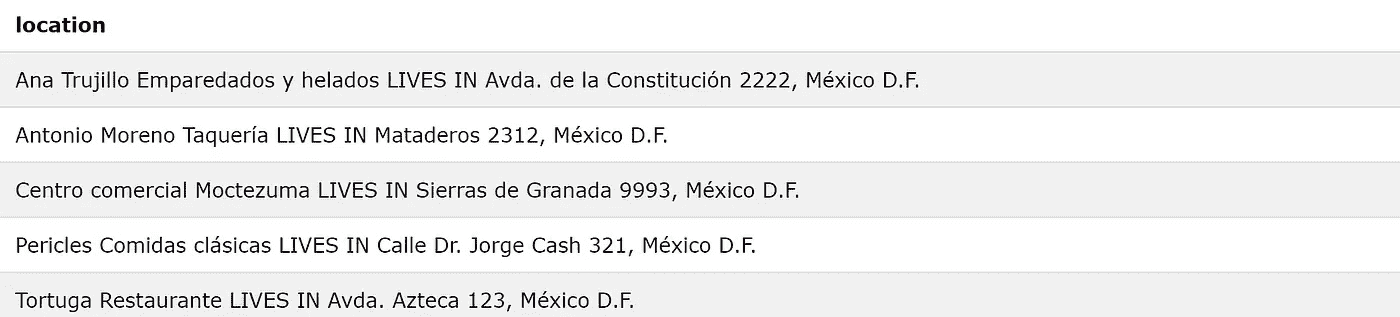 location
Ana Trujillo Emparedados y helados LIVES IN Avda. de la Constitución 2222, México D.F.
Antonio Moreno Taquería LIVES IN Mataderos 2312, México D.F.
Centro comercial Moctezuma LIVES IN Sierras de Granada 9993, México D.F.
Pericles Comidas clásicas LIVES IN Calle Dr. Jorge Cash 321, México D.F.
Tortuga Restaurante LIVES IN Avda. Azteca 123, México D.F.